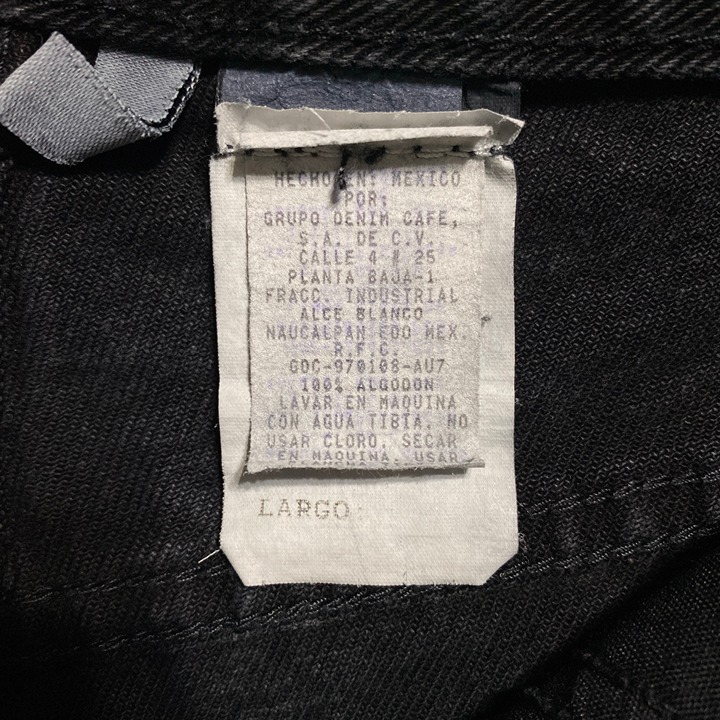 HECHO EN: MEXICO
POR:
GRUPO DENIM CAFE,
S.A. DE C.V.
CALLE 4 # 25
PLANTA BAJA-1
FRACC. INDUSTRIAL
ALCE BLANCO
NAUCALPAN EDO MEX.
R.F.C.
GDC-970108-AU7
100% ALGODON
LAVAR EN MAQUINA
CON AGUA TIBIA. NO
USAR CLORO. SECAR
EN MAQUINA. USAR
LARGO: